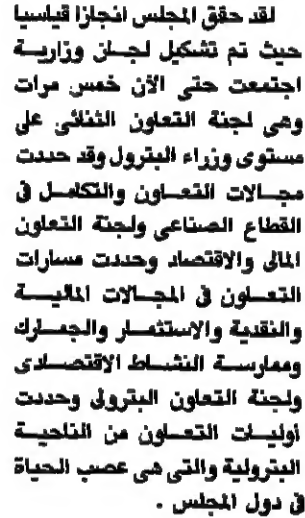 لقد حقق المجلس انجازا قياسيا
حيث تم تشكيل لجان وزارية
اجتمعت حتى الآن خمس مرات
وهى لجنة التعاون الثنائى على
مستوى وزراء البترول وقد حددت
مجالات التعاون والتكامل فى
القطاع الصناعى ولجنة التعاون
المالى والاقتصاد وحددت مسارات
التعاون فى المجالات المالية
والنقدية والاستثمار والجمارك
وممارسة النشاط الاقتصادى
ولجنة التعاون البترولى وحددت
أوليات التعاون من الناحية
البترولية والتى هى عصب الحياة
فى دول المجلس .